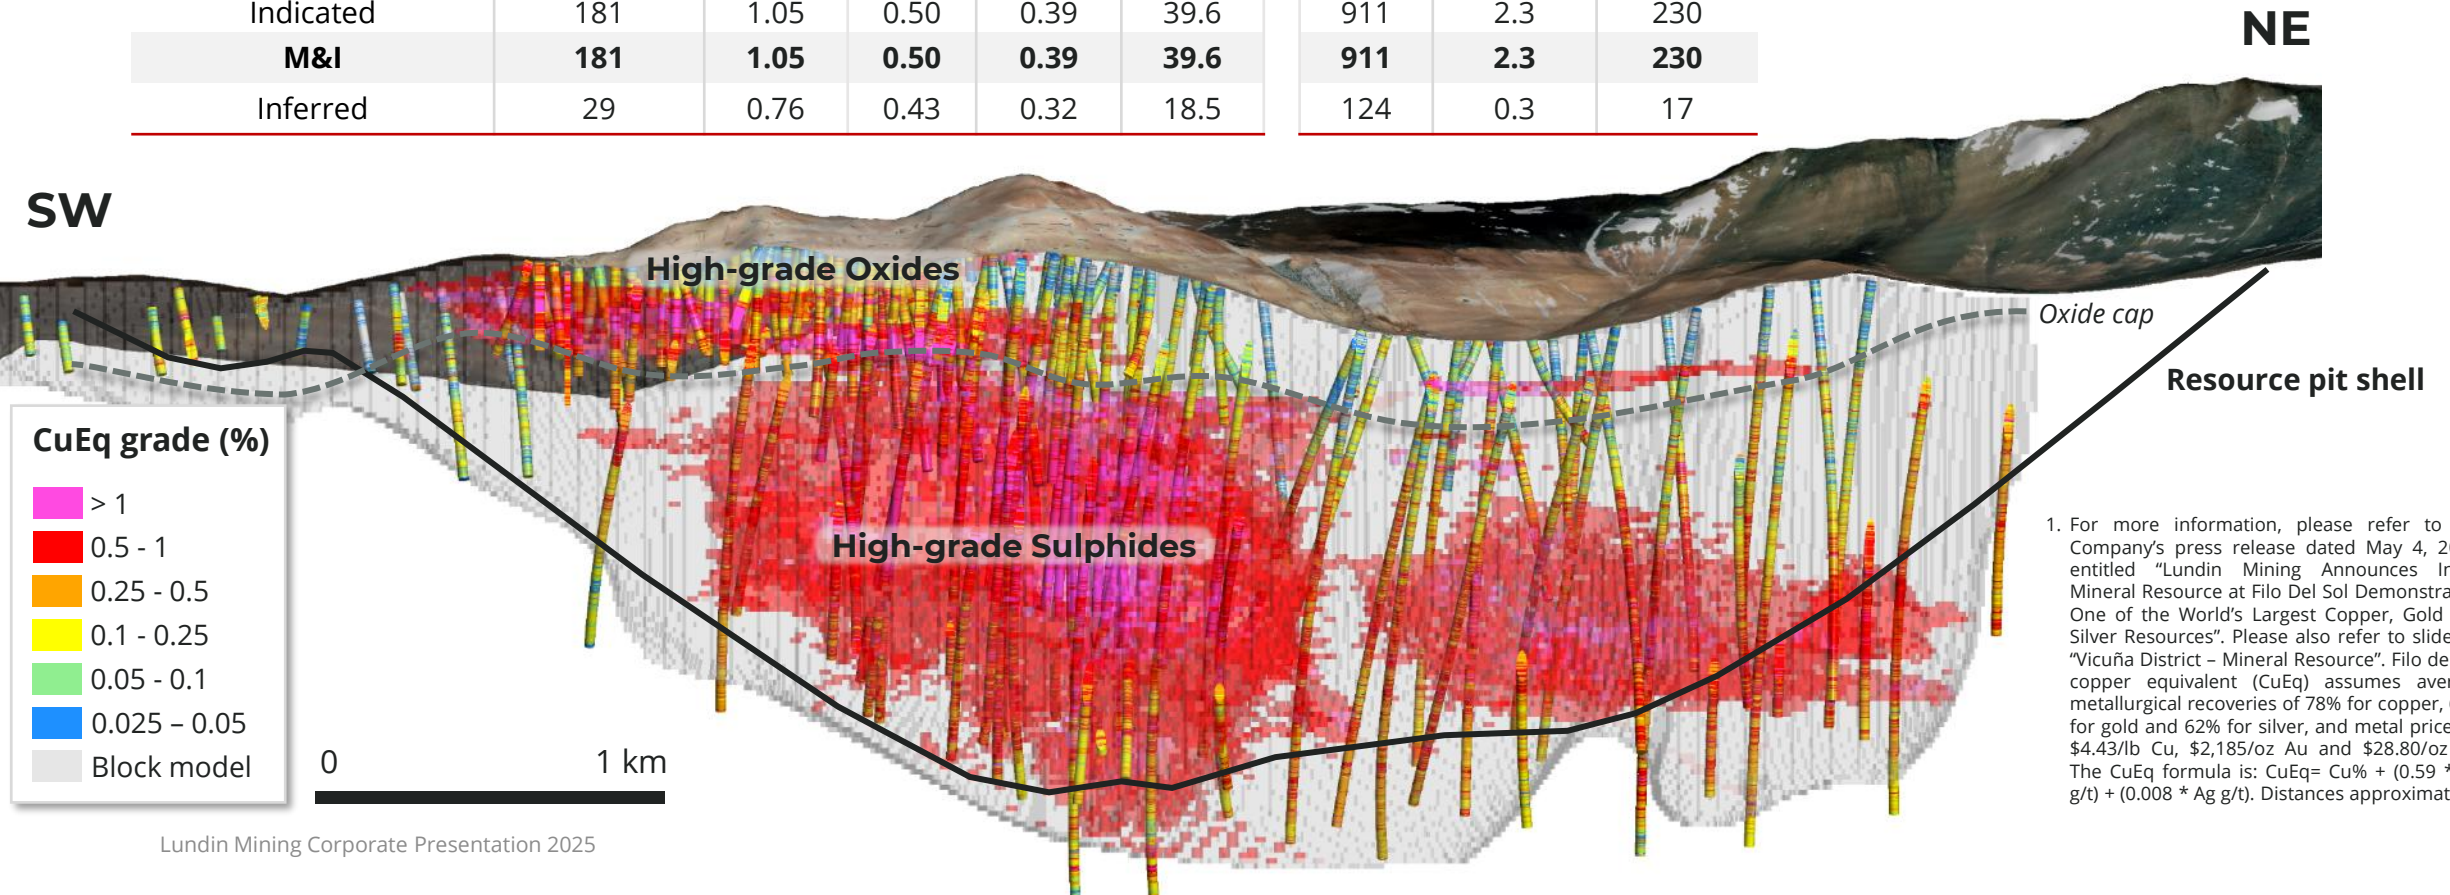 Indicated 181 1.05 0.50 0.39 39.6 911 2.3 230
M&I 181 1.05 0.50 0.39 39.6 911 2.3 230
Inferred 29 0.76 0.43 0.32 18.5 124 0.3 17
NE
SW
High-grade Oxides
Oxide cap
Resource pit shell
High-grade Sulphides
CuEq grade (%)
> 1
0.5 - 1
0.25 - 0.5
0.1 - 0.25
0.05 - 0.1
0.025 – 0.05
Block model
0 1 km
1. For more information, please refer to
Company's press release dated May 4,
entitled "Lundin Mining Announces
Mineral Resource at Filo Del Sol
One of the World's Largest Copper, Gold
Silver Resources". Please also refer to slide
"Vicuña District – Mineral Resource". Filo de
copper equivalent (CuEq) assumes
metallurgical recoveries of 78% for copper,
for gold and 62% for silver, and metal
$4.43/lb Cu, $2,185/oz Au and $28.80/oz
The CuEq formula is: CuEq= Cu% + (0.59 *
g/t) + (0.008 * Ag g/t). Distances
Lundin Mining Corporate Presentation 2025